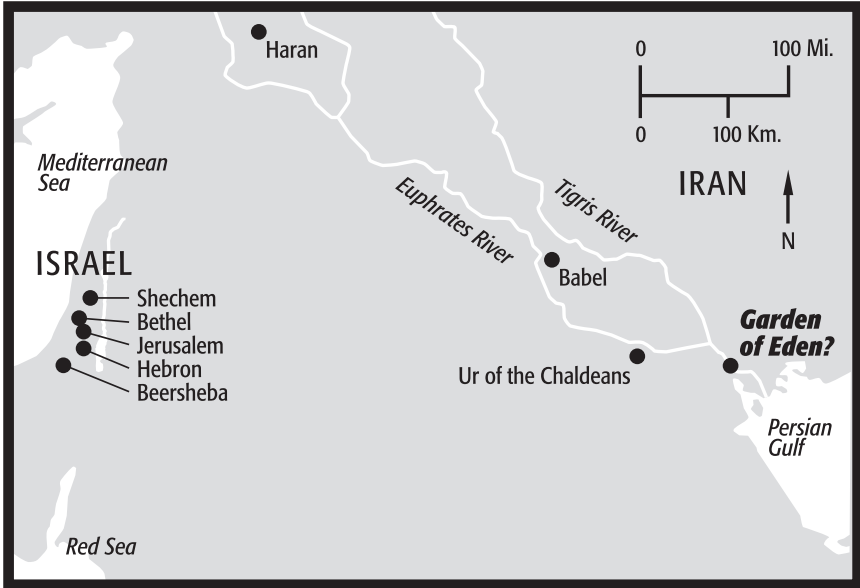 Haran
0 100 Mi.
0 100 Km.
Mediterranean
Sea
IRAN
N
Euphrates River
Tigris River
ISRAEL
Babel
Shechem
Bethel
Jerusalem
Hebron
Beersheba
Garden
of Eden?
Ur of the Chaldeans
Persian
Gulf
Red Sea